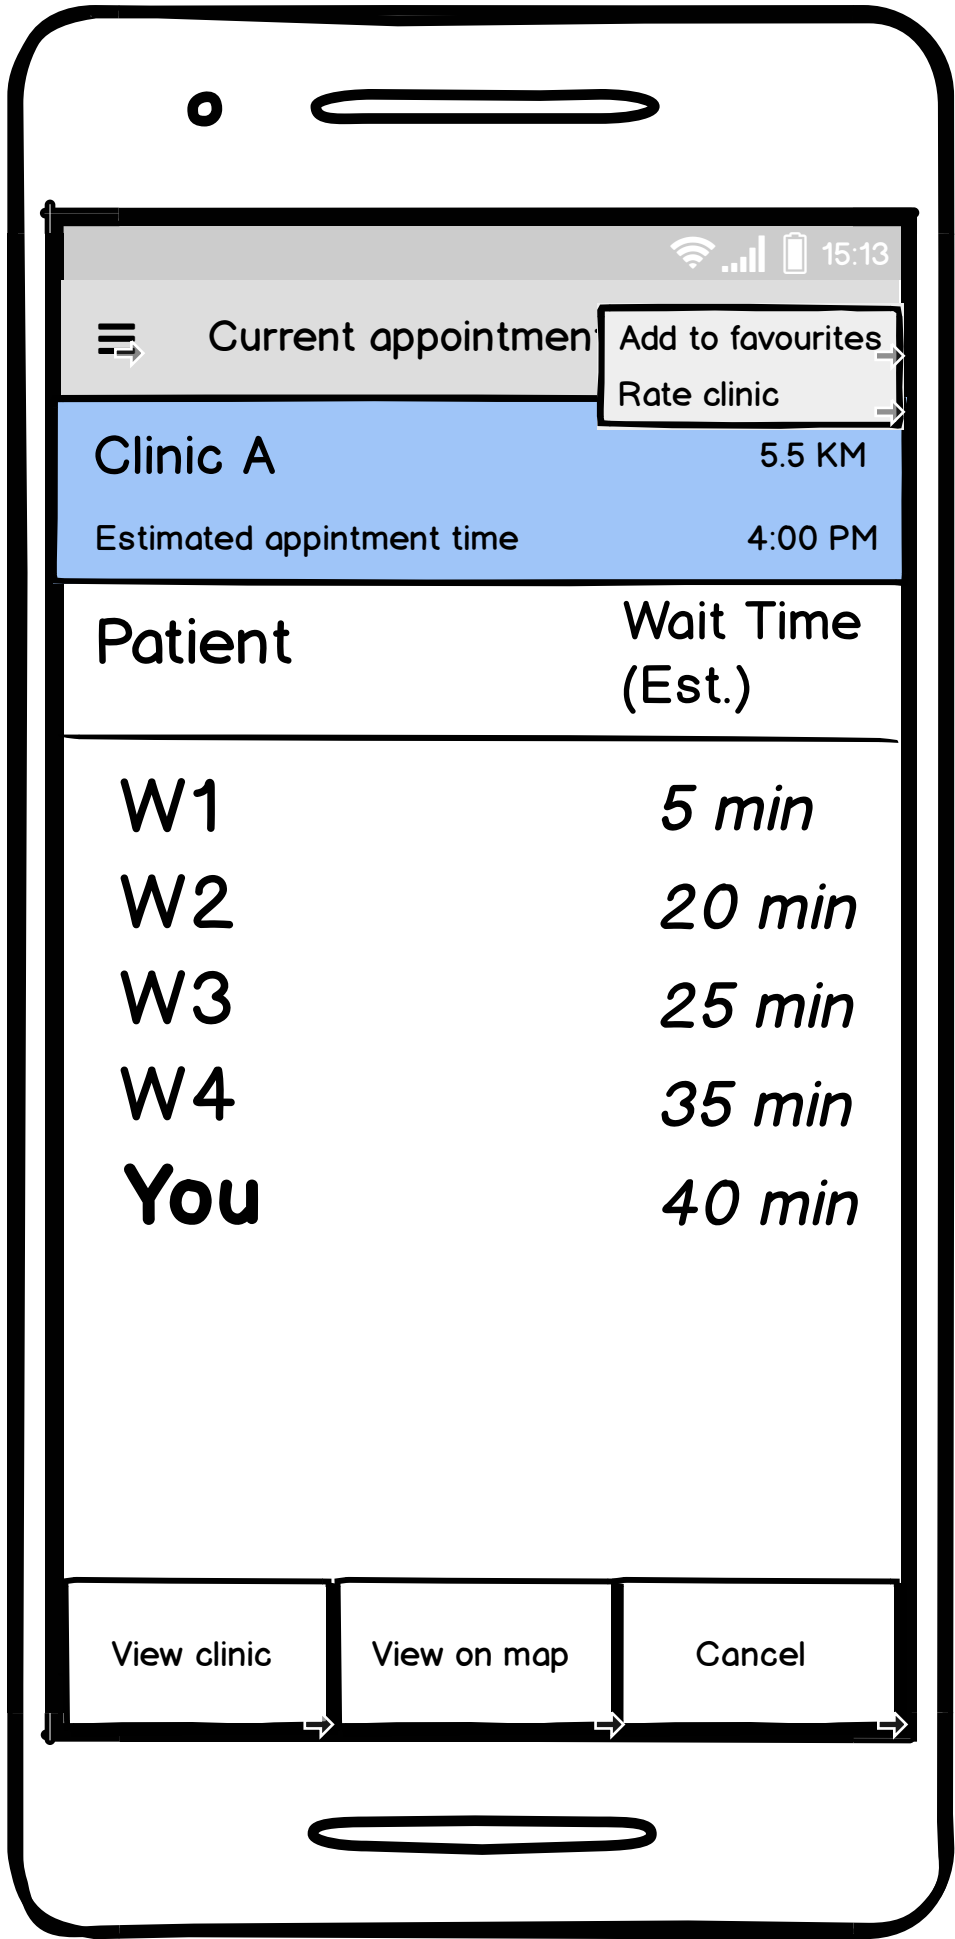 15:13
Current appointment
Add to favourites
Rate clinic
Clinic A 5.5 KM
Estimated appintment time 4:00 PM
Patient Wait Time
(Est.)
W1 5 min
W2 20 min
W3 25 min
W4 35 min
You 40 min
View clinic View on map Cancel